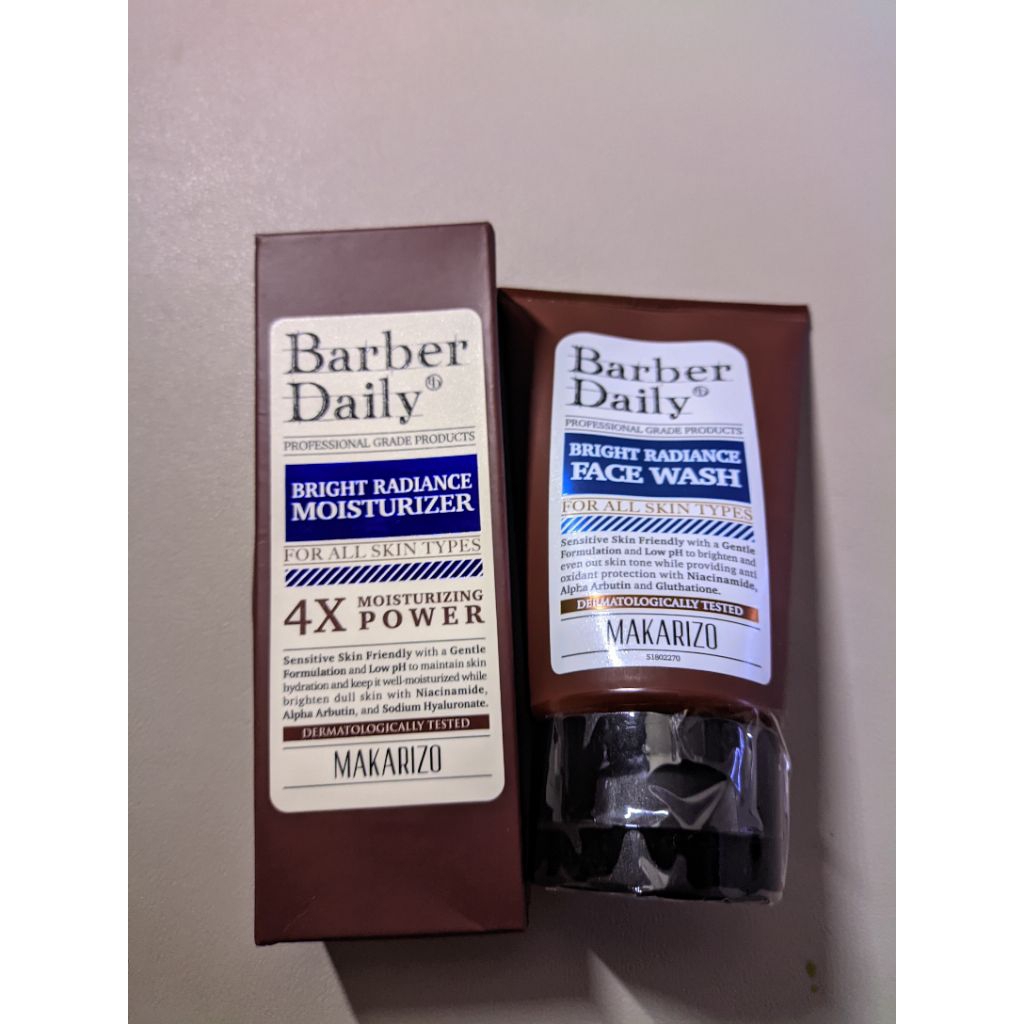 Barber
Daily
PROFESSIONAL GRADE PRODUCTS
BRIGHT RADIANCE
MOISTURIZER
FOR ALL SKIN TYPES
4X MOISTURIZING
POWER
Sensitive Skin Friendly with a Gentle
Formulation and Low pH to maintain skin
hydration and keep it well-moisturized while
brighten dull skin with Niacinamide,
Alpha Arbutin, and Sodium Hyaluronate.
DERMATOLOGICALLY TESTED
MAKARIZO
Barber
Daily
PROFESSIONAL GRADE PRODUCTS
BRIGHT RADIANCE
FACE WASH
FOR ALL SKIN TYPES
Sensitive Skin Friendly with a Gentle
Formulation and Low pH to brighten and
even out skin tone while providing anti
oxidant protection with Niacinamide,
Alpha Arbutin and Gluthatione.
DERMATOLOGICALLY TESTED
MAKARIZO
S1802270